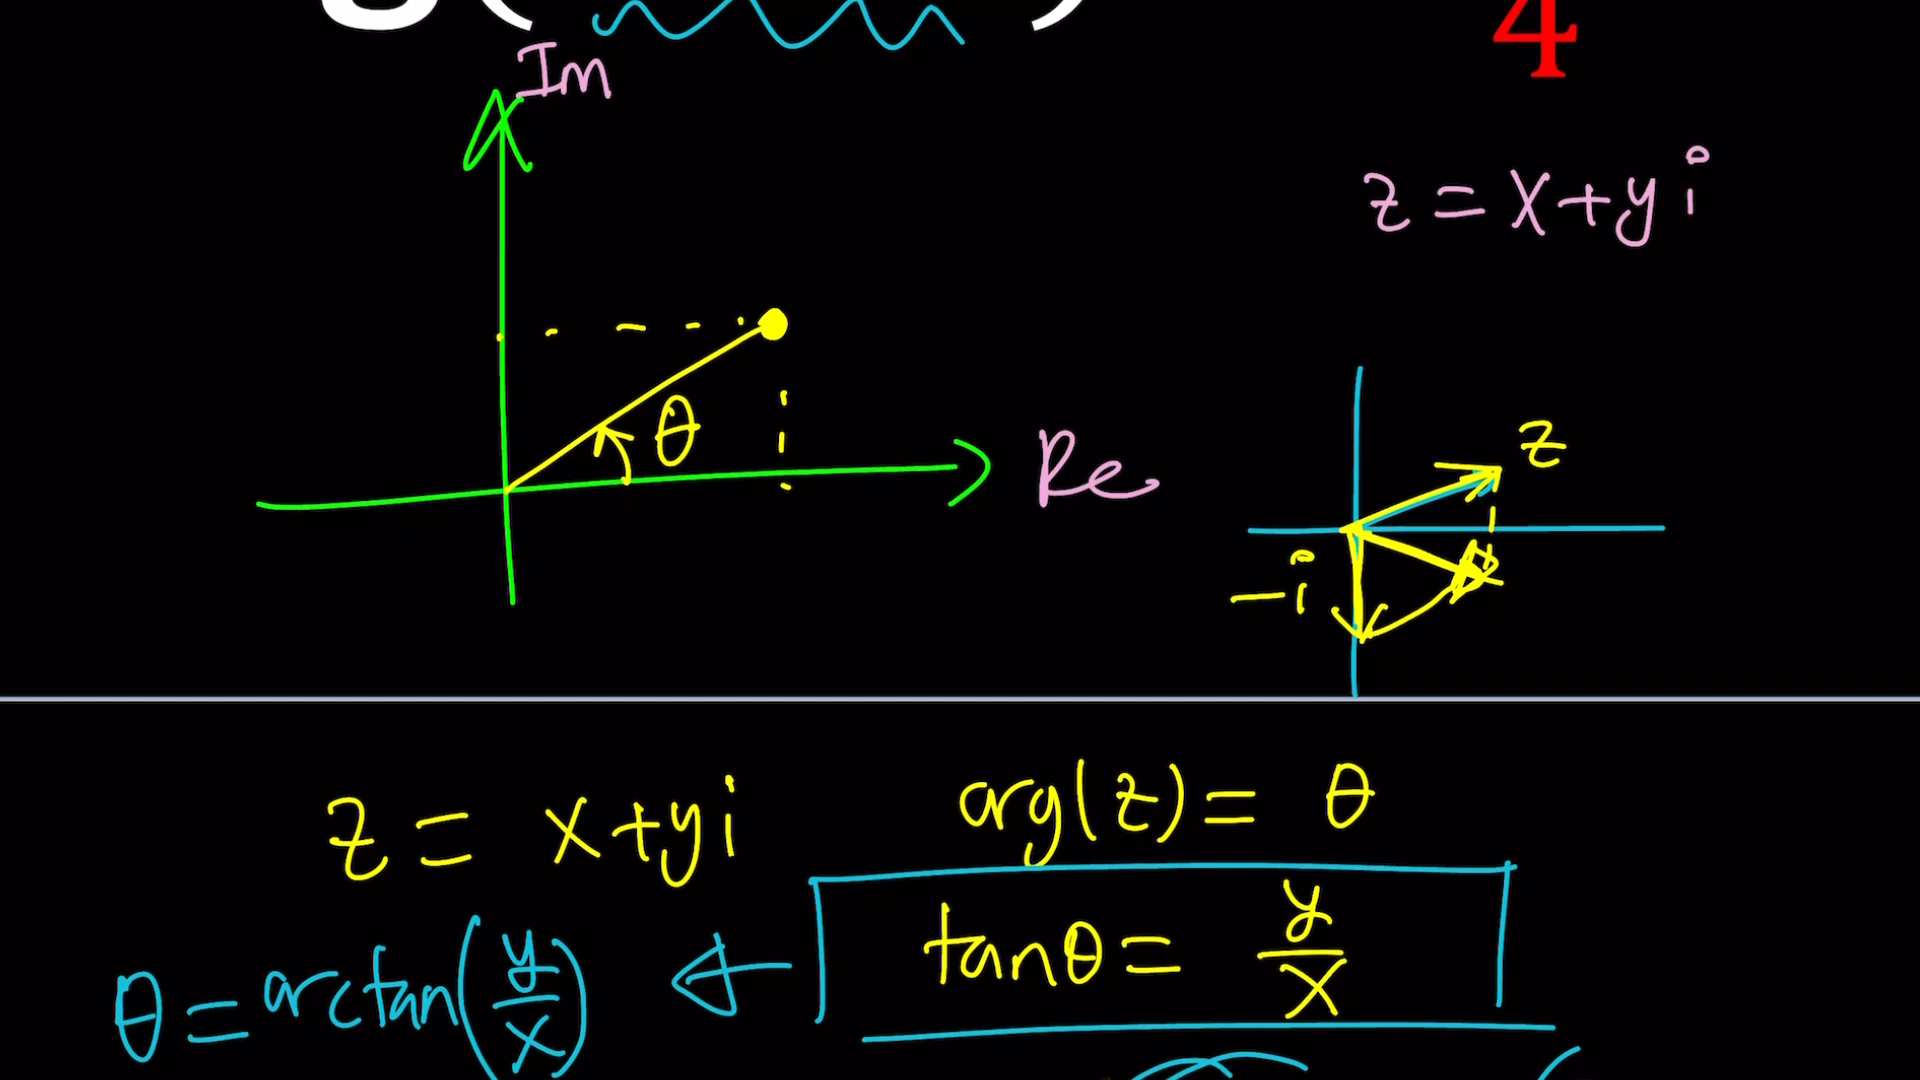 g( )
4
Im
z = x+yi
θ
Re
z
-i
z = x+yi
arg(z) = θ
tanθ = y/x
θ = arctan(y/x)